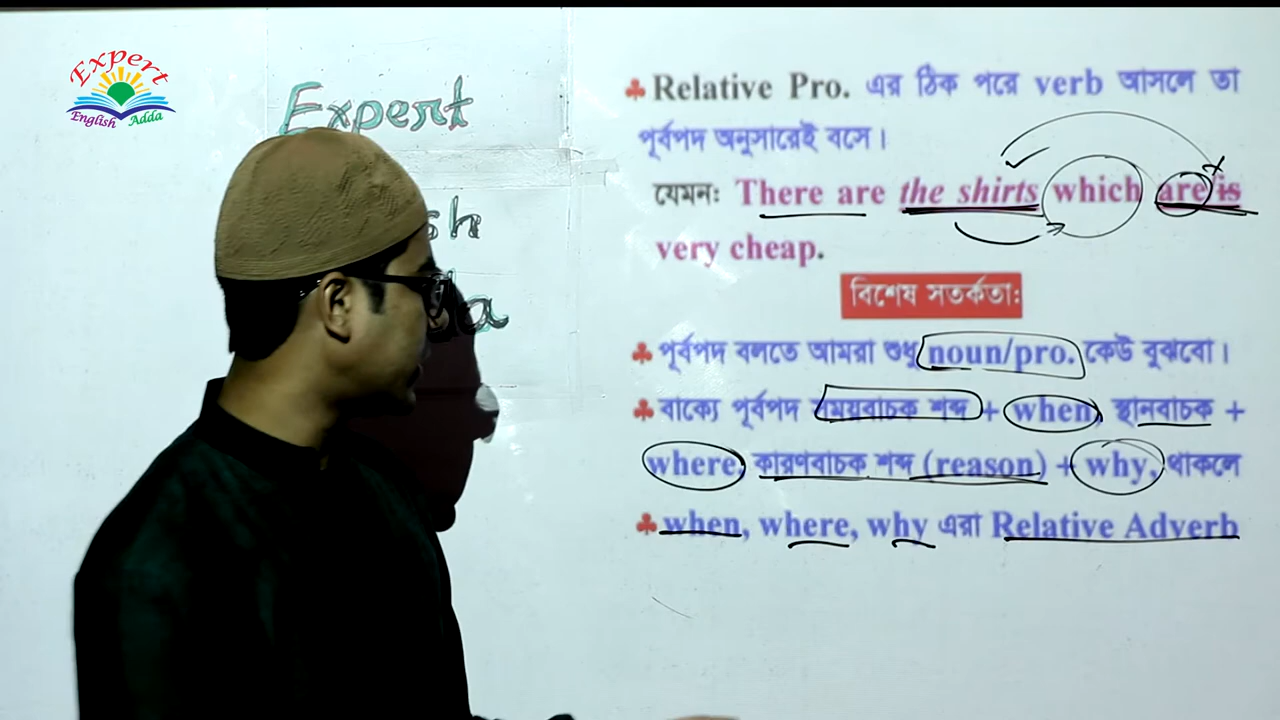 Expert
English Adda
Expert
sh
da
♣ Relative Pro. এর ঠিক পরে verb আসলে তা
পূর্বপদ অনুসারেই বসে।
যেমন: There are the shirts which are is
very cheap.
বিশেষ সতর্কতা:
♣ পূর্বপদ বলতে আমরা শুধু noun/pro. কেউ বুঝবো।
♣ বাক্যে পূর্বপদ সময়বাচক শব্দ + when, স্থানবাচক +
where, কারণবাচক শব্দ (reason) + why, থাকলে
♣ when, where, why এরা Relative Adverb